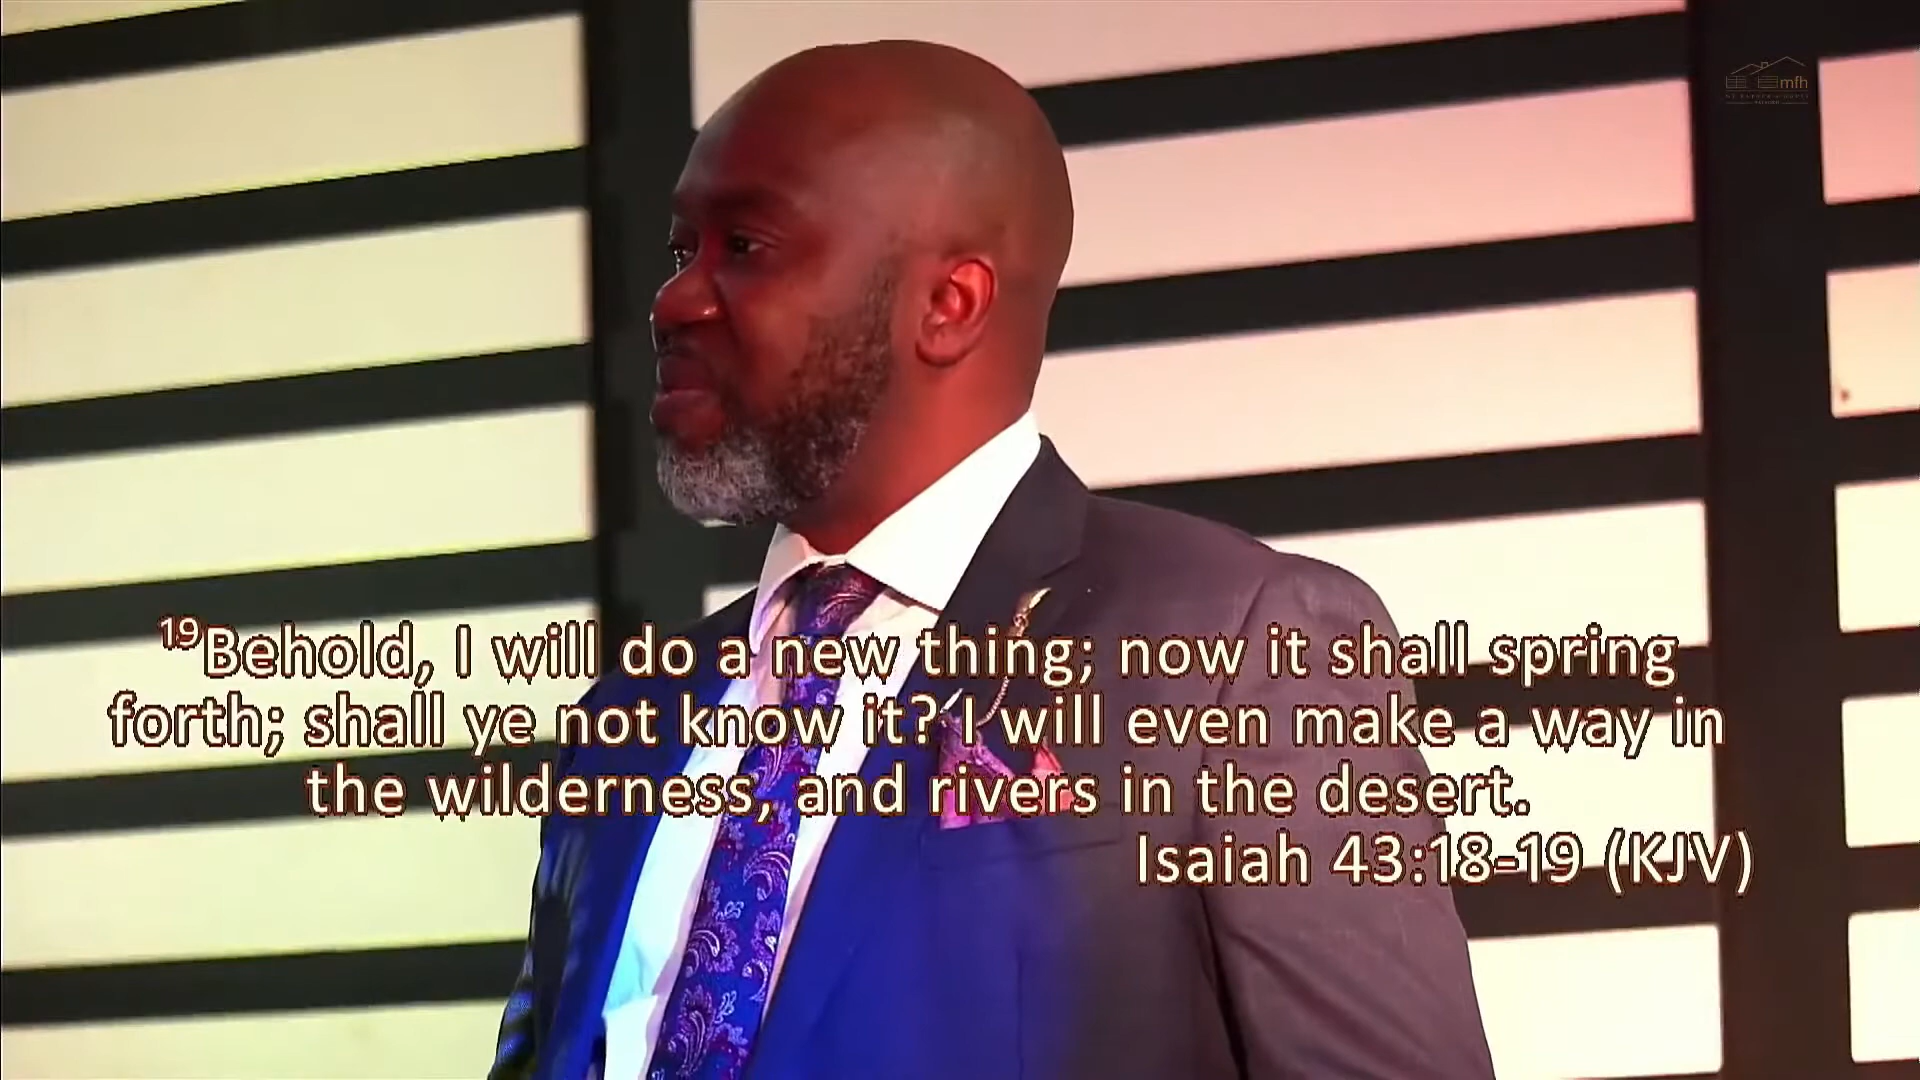 mfh
19Behold, I will do a new thing; now it shall spring
forth; shall ye not know it? I will even make a way in
the wilderness, and rivers in the desert.
Isaiah 43:18-19 (KJV)